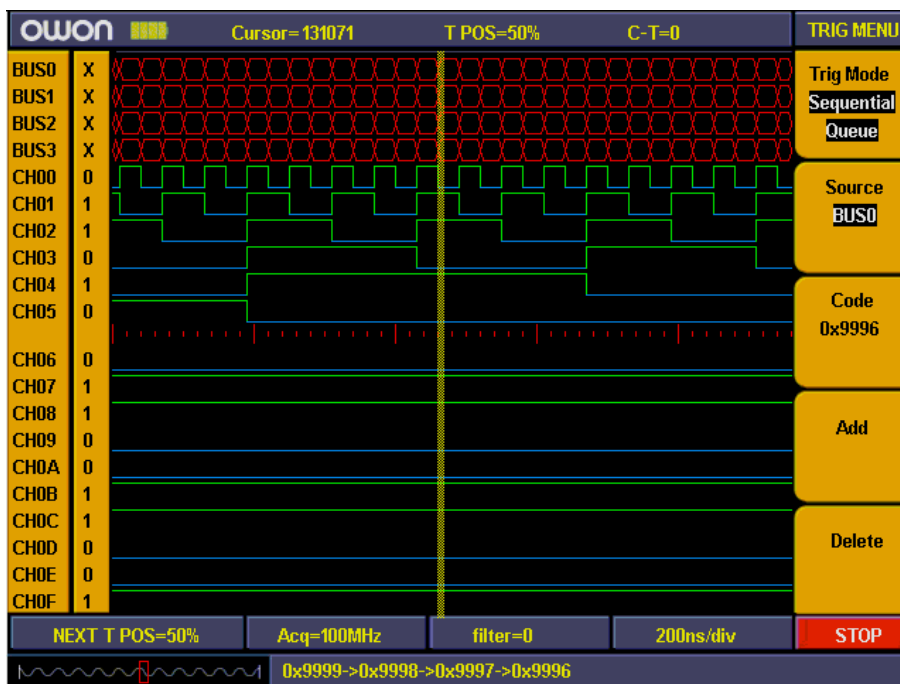 owon Cursor=131071 T POS=50% C-T=0 TRIG MENU
BUS0 X
BUS1 X
BUS2 X
BUS3 X
CH00 0
CH01 1
CH02 1
CH03 0
CH04 1
CH05 0
CH06 0
CH07 1
CH08 1
CH09 0
CH0A 0
CH0B 1
CH0C 1
CH0D 0
CH0E 0
CH0F 1
Trig Mode
Sequential
Queue
Source
BUS0
Code
0x9996
Add
Delete
NEXT T POS=50% Acq=100MHz filter=0 200ns/div STOP
0x9999->0x9998->0x9997->0x9996